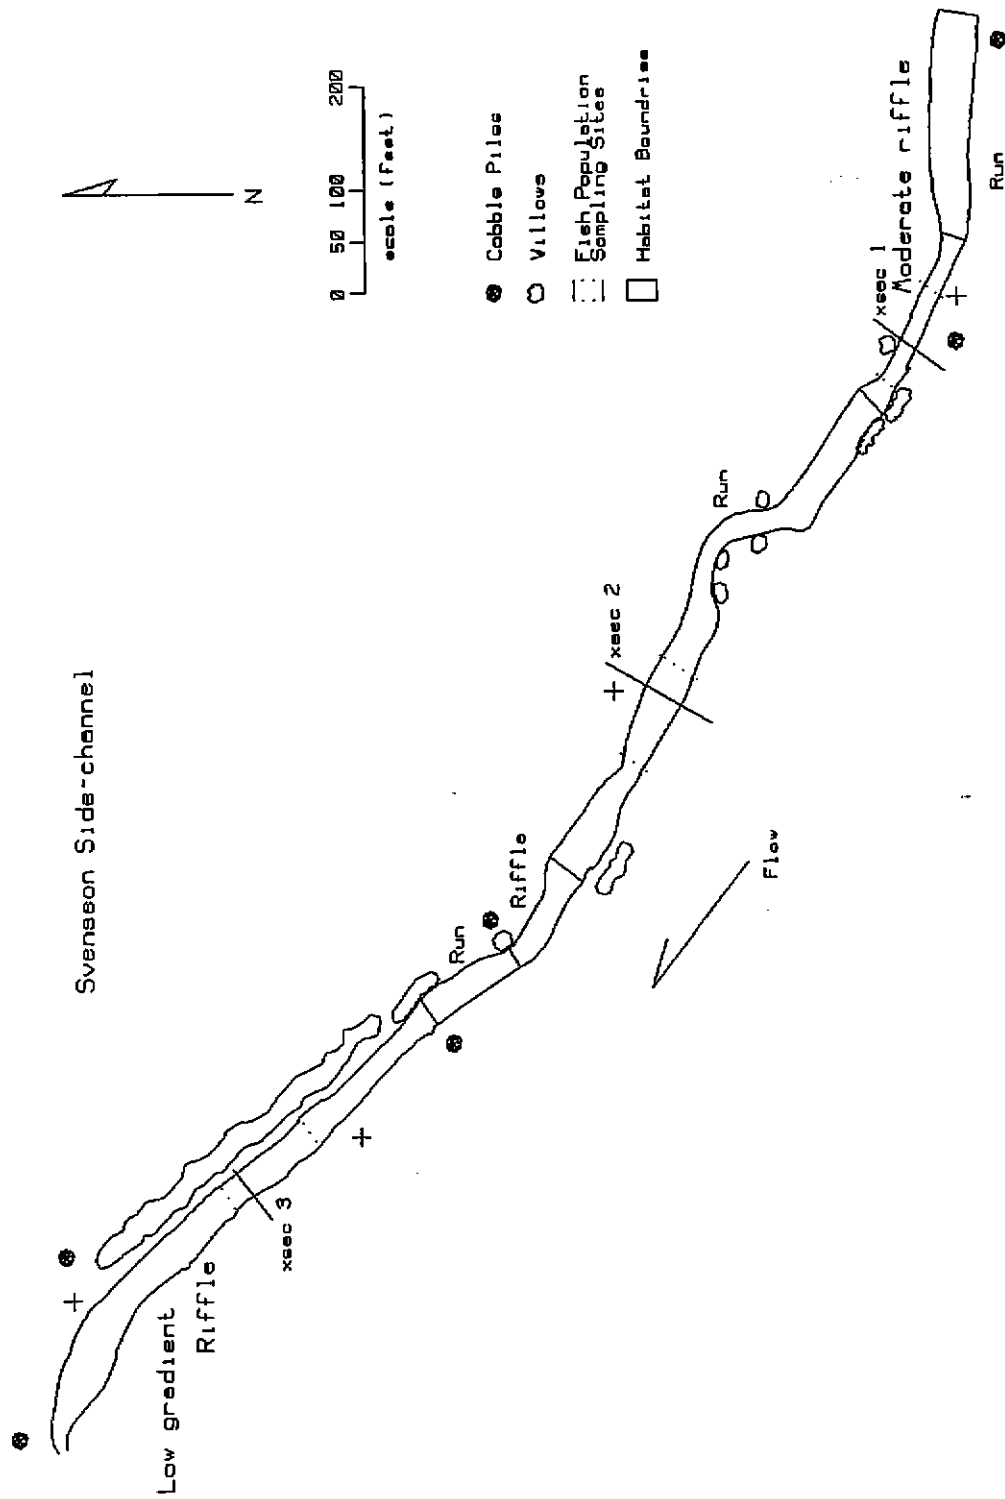 Svensson Side-channel
N
0 50 100 200
scale (feet)
Cobble Piles
Willows
Fish Population
Sampling Sites
Habitat Boundries
Low gradient
Riffle
xsec 3
Run
Riffle
xsec 2
Run
xsec 1
Moderate riffle
Run
Flow